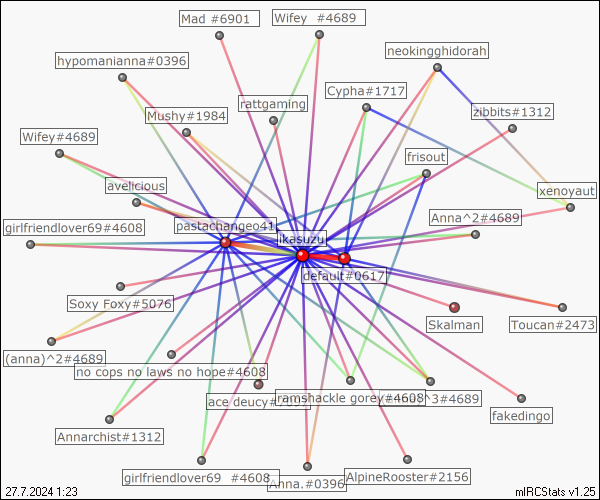 Mad #6901
Wifey  #4689
neokingghidorah
hypomanianna#0396
Cypha#1717
rattgaming
zibbits#1312
Mushy#1984
Wifey#4689
frisout
avelicious
xenoyaut
Anna^2#4689
girlfriendlover69#4608
pastachangeo41
ikasuzu
default#0617
Soxy Foxy#5076
Skalman
Toucan#2473
(anna)^2#4689
no cops no laws no hope#4608
ace deucy#7097
ramshackle gorey#4608
^3#4689
fakedingo
Annarchist#1312
girlfriendlover69  #4608
Anna.#0396
AlpineRooster#2156
27.7.2024 1:23
mIRCStats v1.25